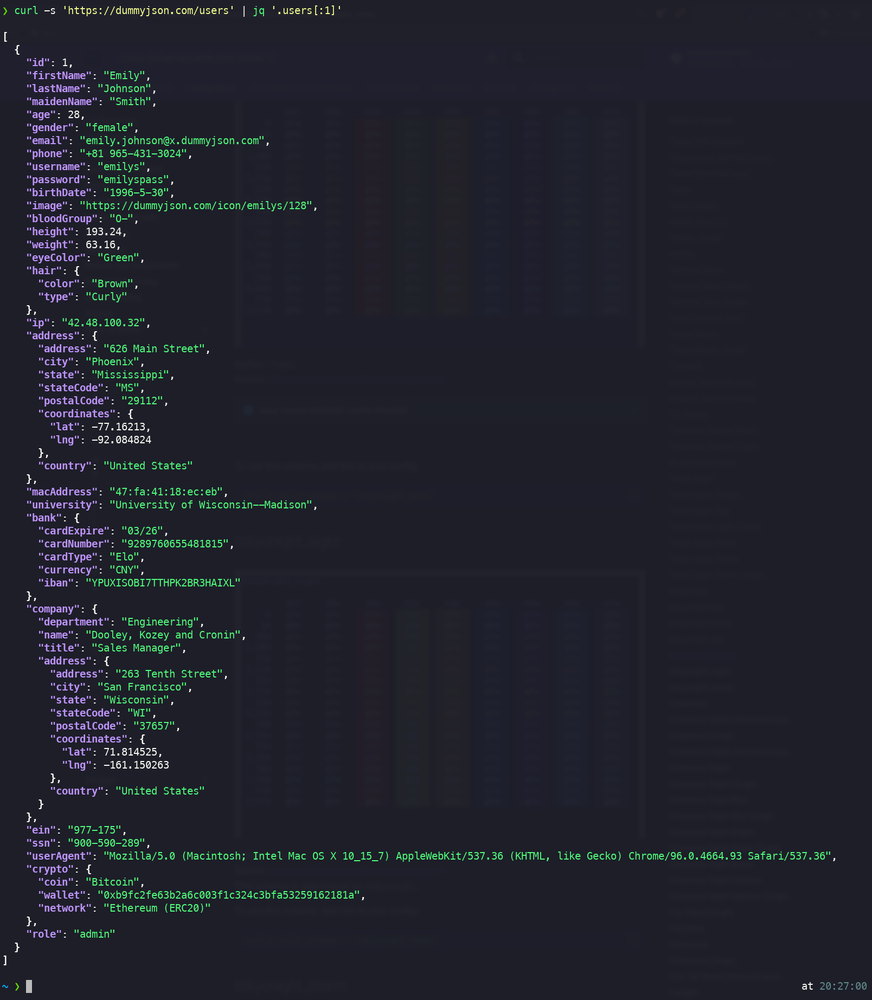 ❯ curl -s 'https://dummyjson.com/users' | jq '.users[:1]'
[
  {
    "id": 1,
    "firstName": "Emily",
    "lastName": "Johnson",
    "maidenName": "Smith",
    "age": 28,
    "gender": "female",
    "email": "emily.johnson@x.dummyjson.com",
    "phone": "+81 965-431-3024",
    "username": "emilys",
    "password": "emilyspass",
    "birthDate": "1996-5-30",
    "image": "https://dummyjson.com/icon/emilys/128",
    "bloodGroup": "O-",
    "height": 193.24,
    "weight": 63.16,
    "eyeColor": "Green",
    "hair": {
      "color": "Brown",
      "type": "Curly"
    },
    "ip": "42.48.100.32",
    "address": {
      "address": "626 Main Street",
      "city": "Phoenix",
      "state": "Mississippi",
      "stateCode": "MS",
      "postalCode": "29112",
      "coordinates": {
        "lat": -77.16213,
        "lng": -92.084824
      },
      "country": "United States"
    },
    "macAddress": "47:fa:41:18:ec:eb",
    "university": "University of Wisconsin--Madison",
    "bank": {
      "cardExpire": "03/26",
      "cardNumber": "9289760655481815",
      "cardType": "Elo",
      "currency": "CNY",
      "iban": "YPUXISOBI7TTHPK2BR3HAIXL"
    },
    "company": {
      "department": "Engineering",
      "name": "Dooley, Kozey and Cronin",
      "title": "Sales Manager",
      "address": {
        "address": "263 Tenth Street",
        "city": "San Francisco",
        "state": "Wisconsin",
        "stateCode": "WI",
        "postalCode": "37657",
        "coordinates": {
          "lat": 71.814525,
          "lng": -161.150263
        },
        "country": "United States"
      }
    },
    "ein": "977-175",
    "ssn": "900-590-289",
    "userAgent": "Mozilla/5.0 (Macintosh; Intel Mac OS X 10_15_7) AppleWebKit/537.36 (KHTML, like Gecko) Chrome/96.0.4664.93 Safari/537.36",
    "crypto": {
      "coin": "Bitcoin",
      "wallet": "0xb9fc2fe63b2a6c003f1c324c3bfa53259162181a",
      "network": "Ethereum (ERC20)"
    },
    "role": "admin"
  }
]
~ ❯ at 20:27:00